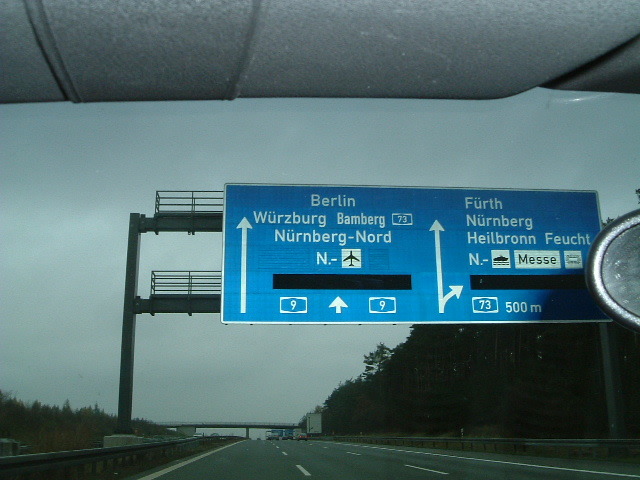 Berlin
Würzburg Bamberg 73
Nürnberg-Nord
N.-
9 9
Fürth
Nürnberg
Heilbronn Feucht
N.- Messe
73 500 m